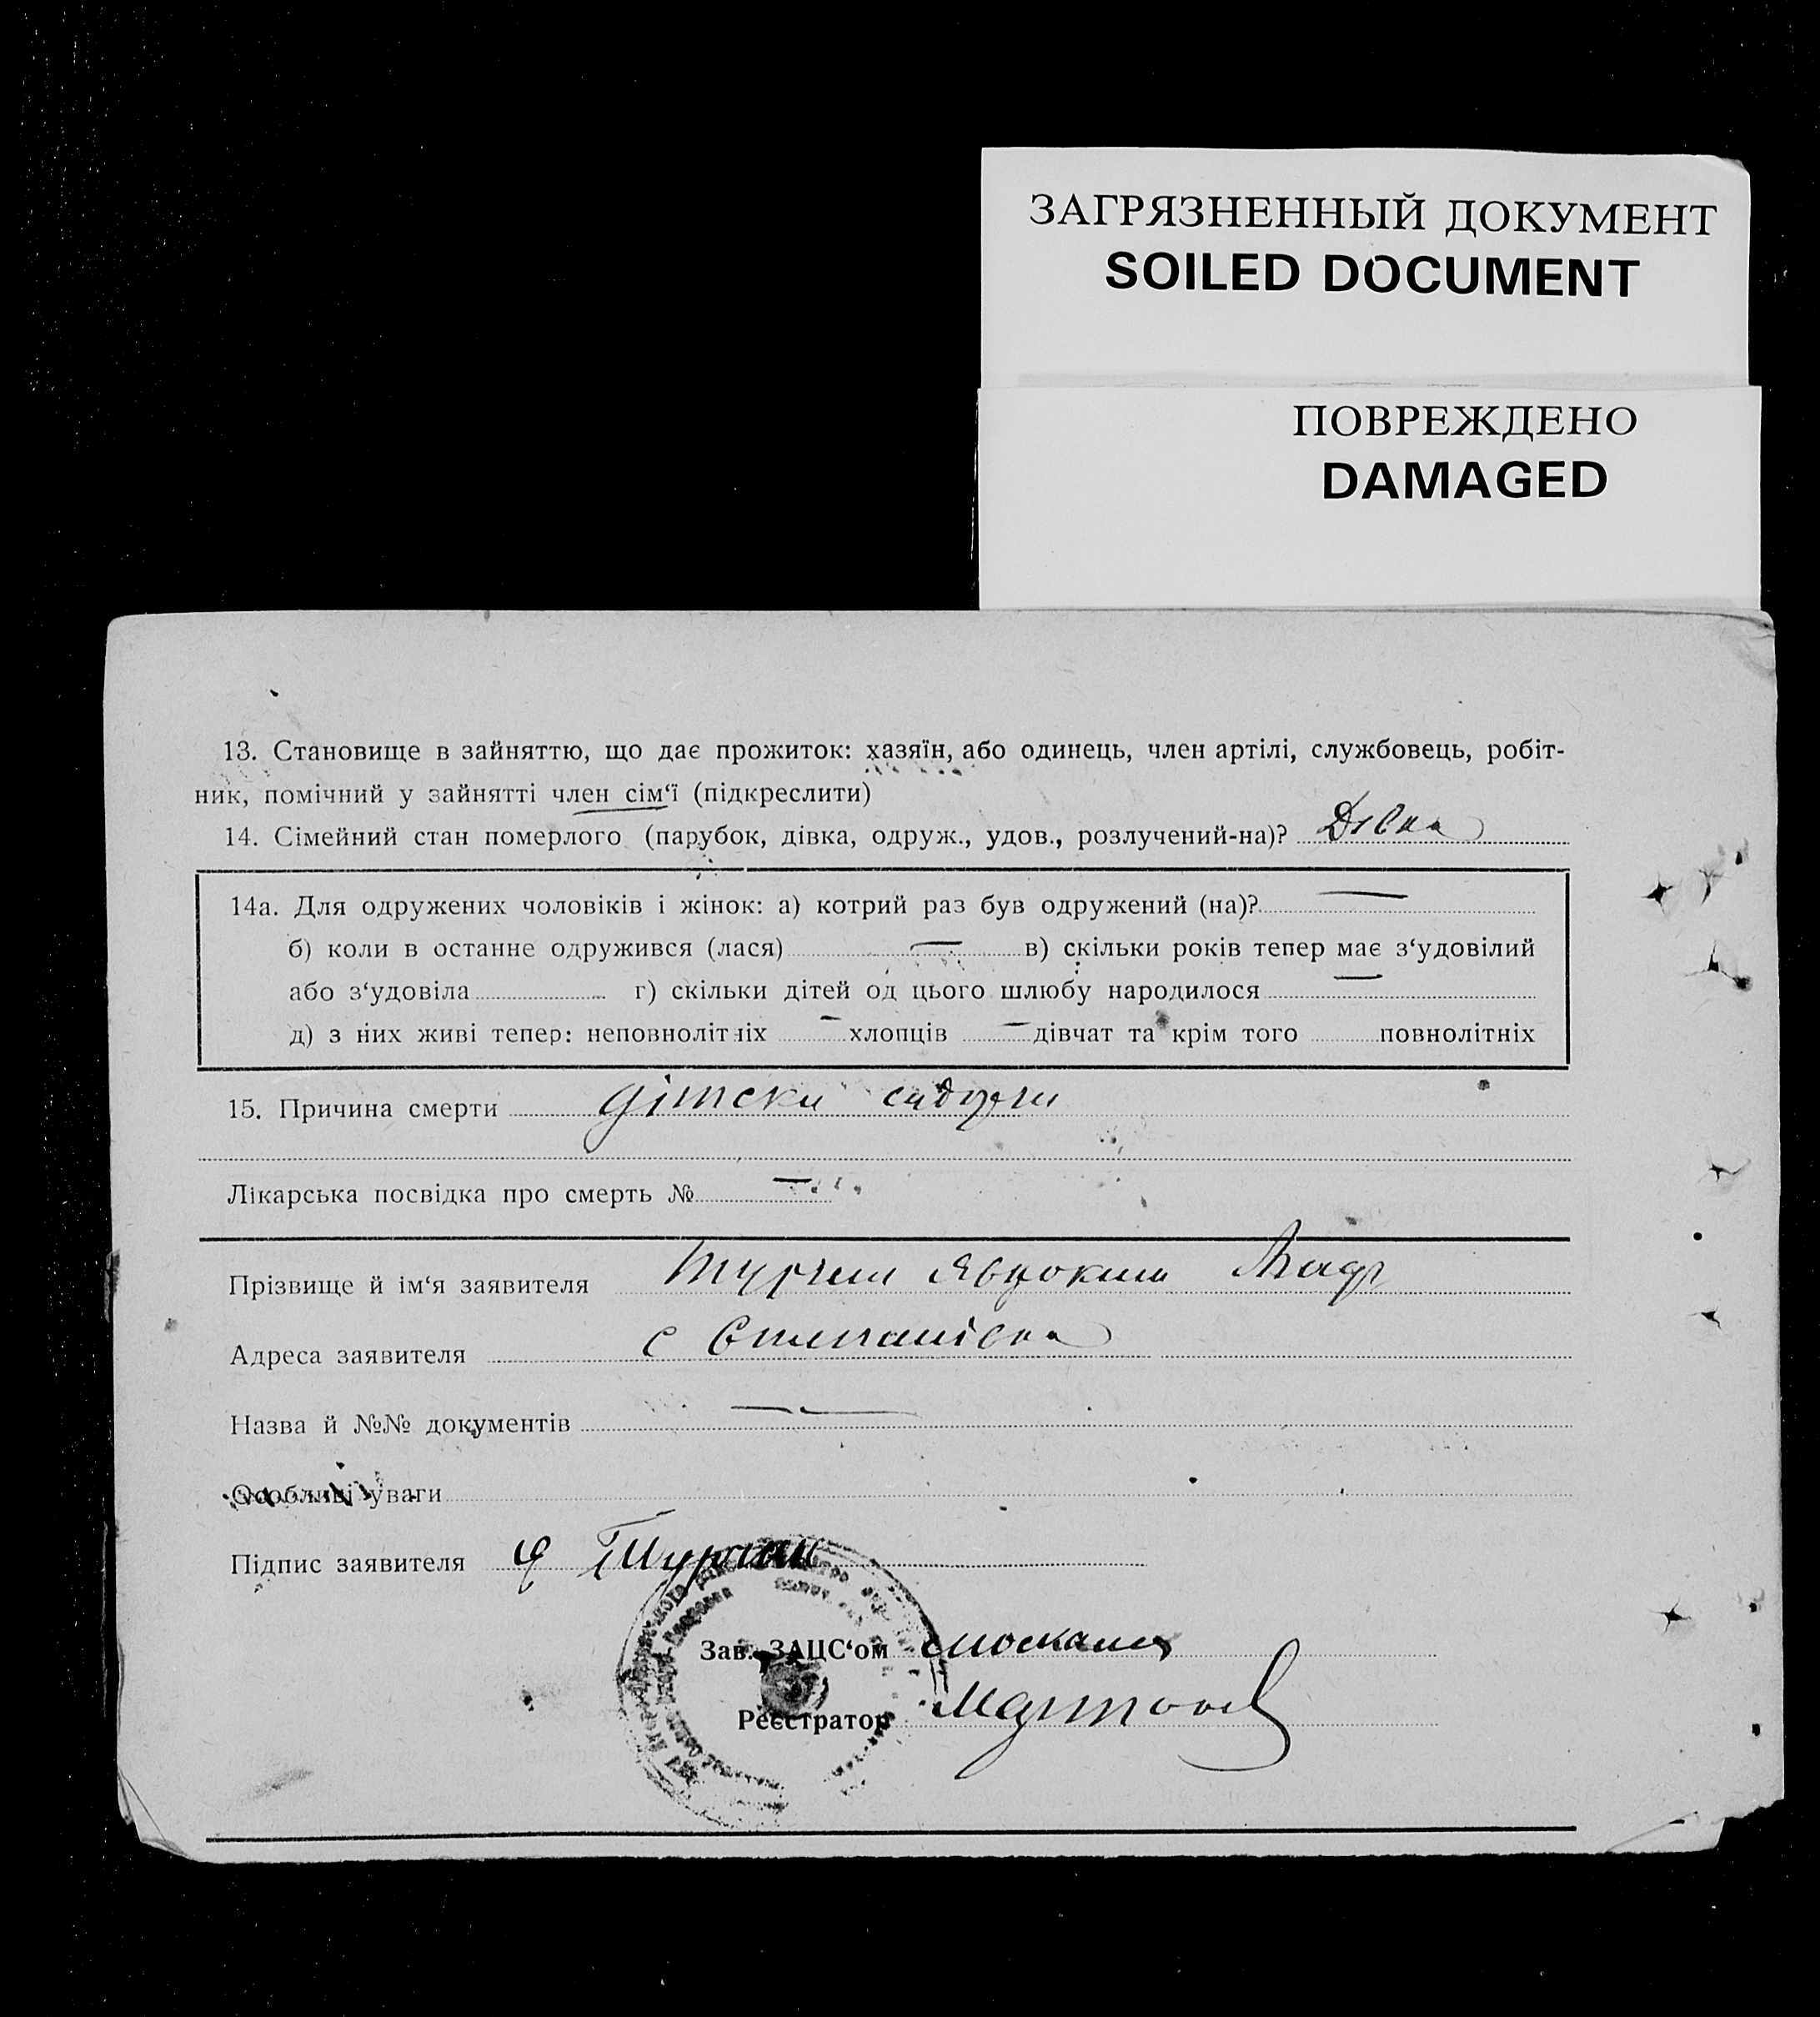 ЗАГРЯЗНЕННЫЙ ДОКУМЕНТ
SOILED DOCUMENT
ПОВРЕЖДЕНО
DAMAGED
13. Становище в зайняттю, що дає прожиток: хазяїн, або одинець, член артілі, службовець, робіт-
ник, помічний у зайнятті член сім‘ї (підкреслити)
14. Сімейний стан померлого (парубок, дівка, одруж., удов., розлучений-на)? Дівка
14а. Для одружених чоловіків і жінок: а) котрий раз був одружений (на)? —
б) коли в останне одружився (лася) — в) скільки років тепер має з‘удовілий
або з‘удовіла г) скільки дітей од цього шлюбу народилося —
д) з них живі тепер: неповнолітніх — хлопців — дівчат та крім того повнолітніх
15. Причина смерти дітски
Лікарська посвідка про смерть № —
Прізвище й ім‘я заявителя Турчин Явдоким
Адреса заявителя с Степанівка
Назва й №№ документів —
Особливі уваги
Підпис заявителя Я Турчин
Зав. ЗАЦС‘ом
Реєстратор